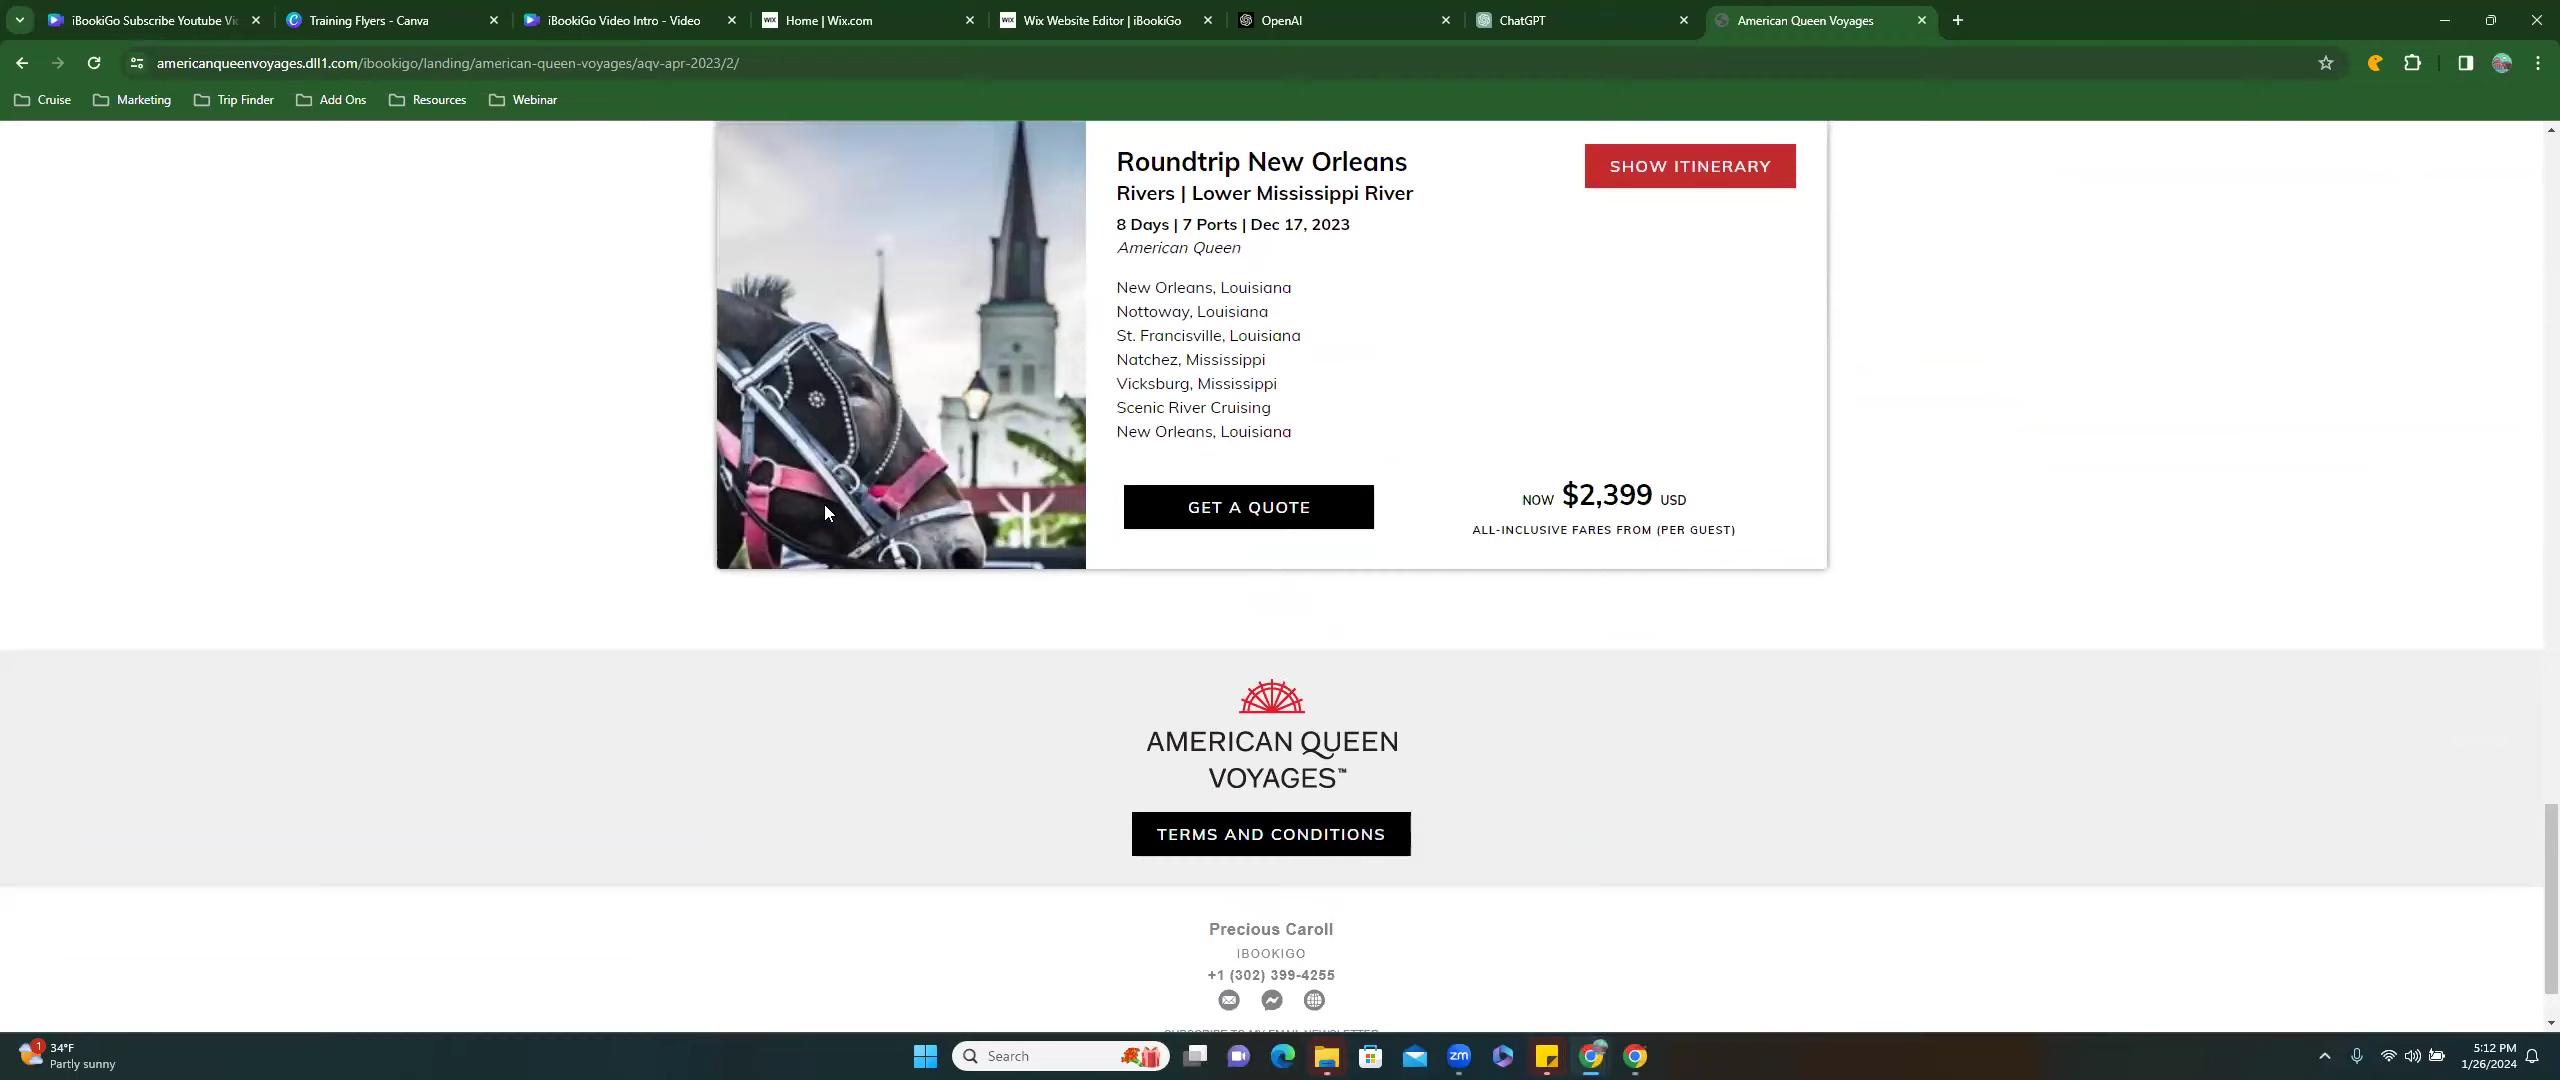 iBookiGo Subscribe Youtube Vi
Training Flyers - Canva
iBookiGo Video Intro - Video
WIX Home | Wix.com
WIX Wix Website Editor | iBookiGo
OpenAI
ChatGPT
American Queen Voyages
americanqueenvoyages.dll1.com/ibookigo/landing/american-queen-voyages/aqv-apr-2023/2/
Cruise
Marketing
Trip Finder
Add Ons
Resources
Webinar
Roundtrip New Orleans
SHOW ITINERARY
Rivers | Lower Mississippi River
8 Days | 7 Ports | Dec 17, 2023
American Queen
New Orleans, Louisiana
Nottoway, Louisiana
St. Francisville, Louisiana
Natchez, Mississippi
Vicksburg, Mississippi
Scenic River Cruising
New Orleans, Louisiana
GET A QUOTE
NOW $2,399 USD
ALL-INCLUSIVE FARES FROM (PER GUEST)
AMERICAN QUEEN
VOYAGES™
TERMS AND CONDITIONS
Precious Caroll
IBOOKIGO
+1 (302) 399-4255
SUBSCRIBE TO MY EMAIL NEWSLETTER
1
34°F
Partly sunny
Search
zm
5:12 PM
1/26/2024